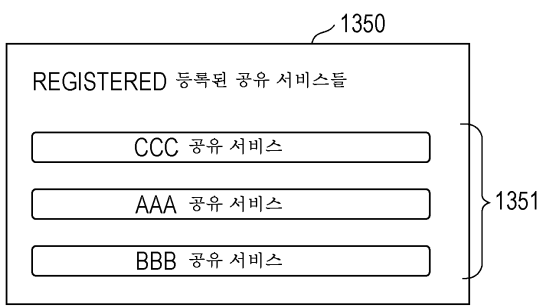 1350
REGISTERED 등록된 공유 서비스들
CCC 공유 서비스
AAA 공유 서비스
BBB 공유 서비스
1351